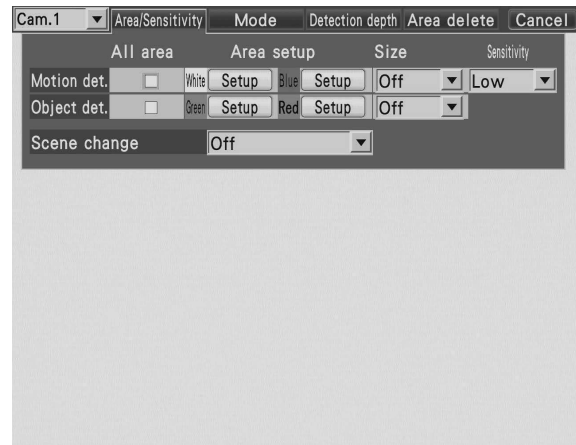 Cam.1 Area/Sensitivity Mode Detection depth Area delete Cancel
All area Area setup Size Sensitivity
Motion det. White Setup Blue Setup Off Low
Object det. Green Setup Red Setup Off
Scene change Off